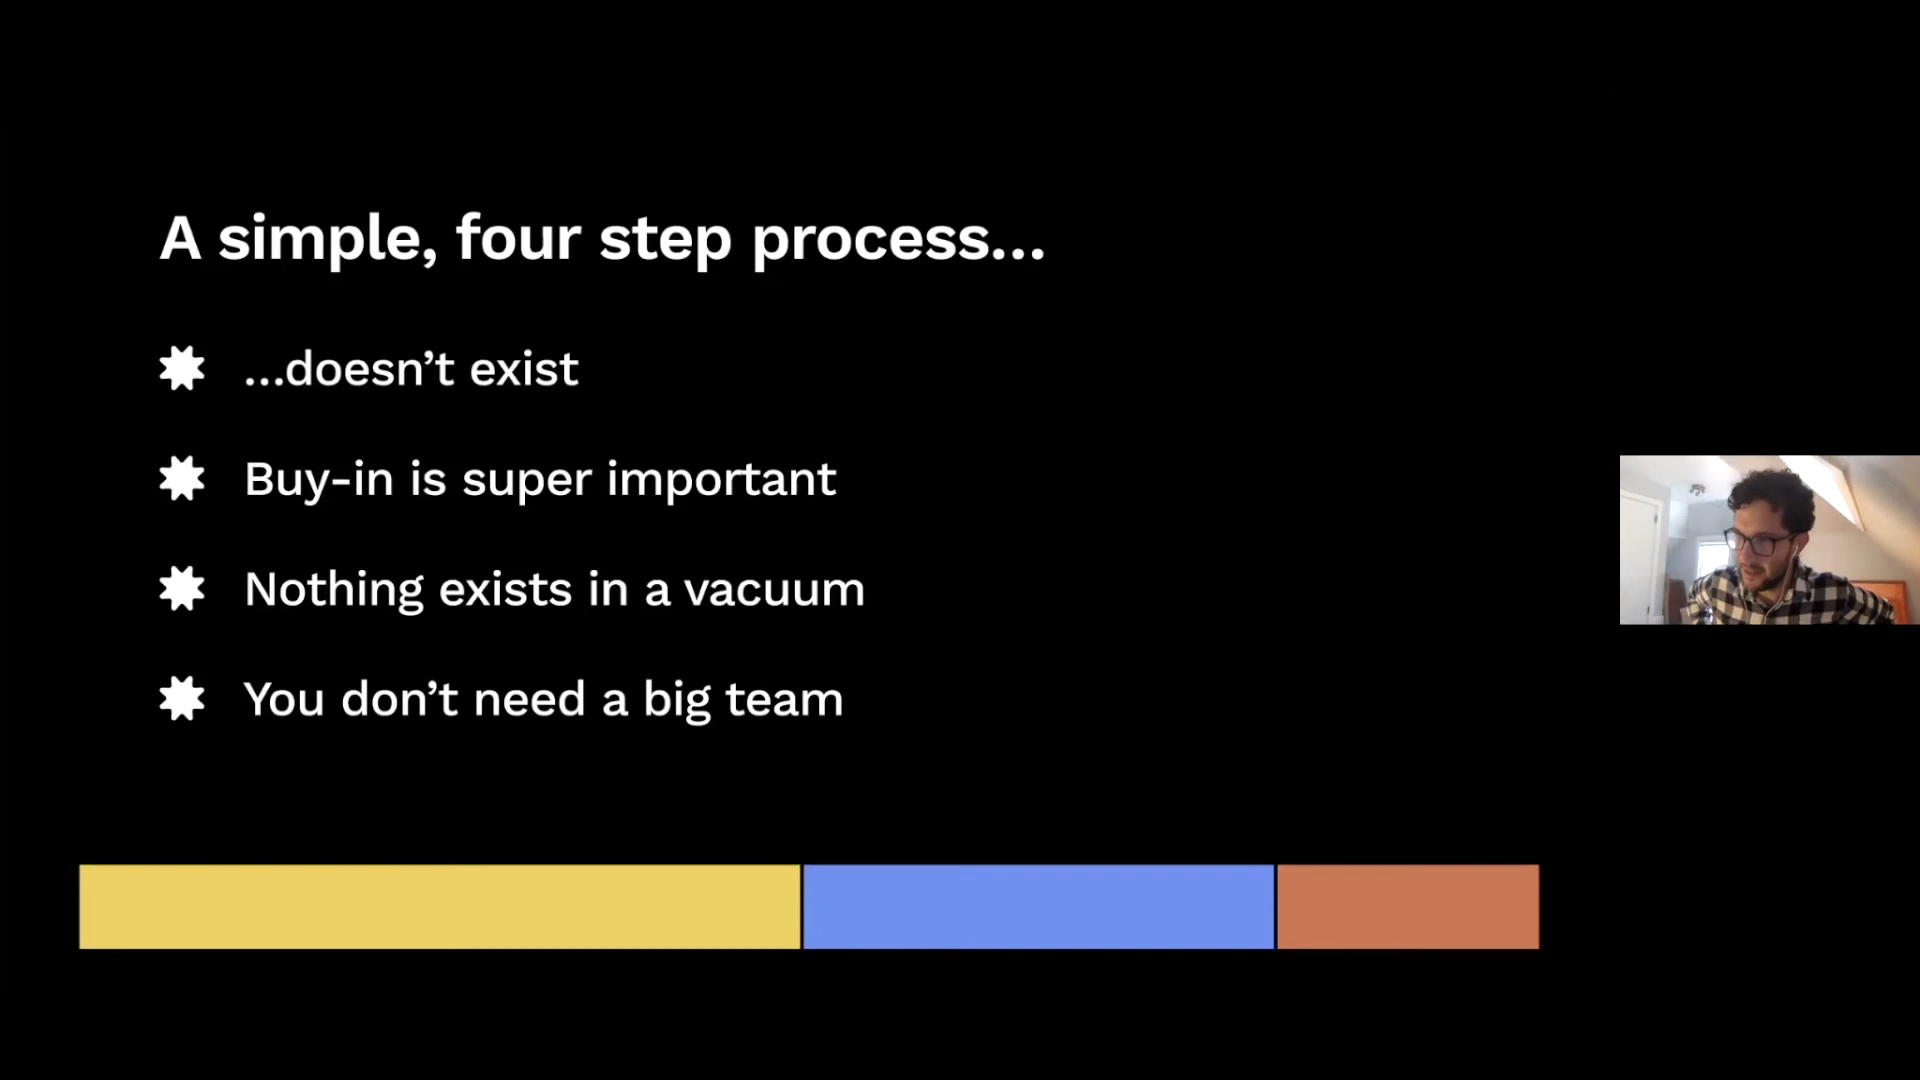 A simple, four step process...
...doesn’t exist
Buy-in is super important
Nothing exists in a vacuum
You don’t need a big team